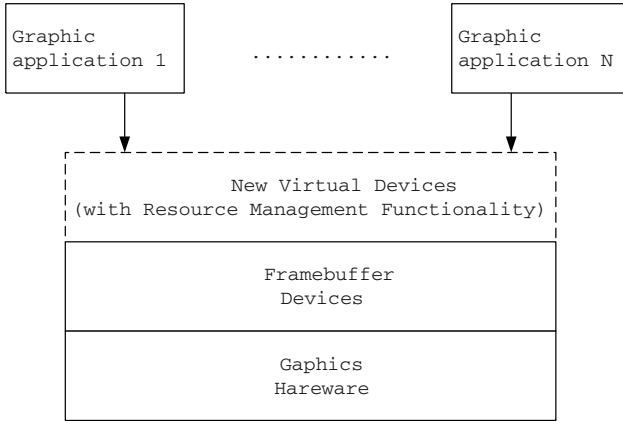 Graphic
application 1
............
Graphic
application N
New Virtual Devices
(with Resource Management Functionality)
Framebuffer
Devices
Gaphics
Hareware